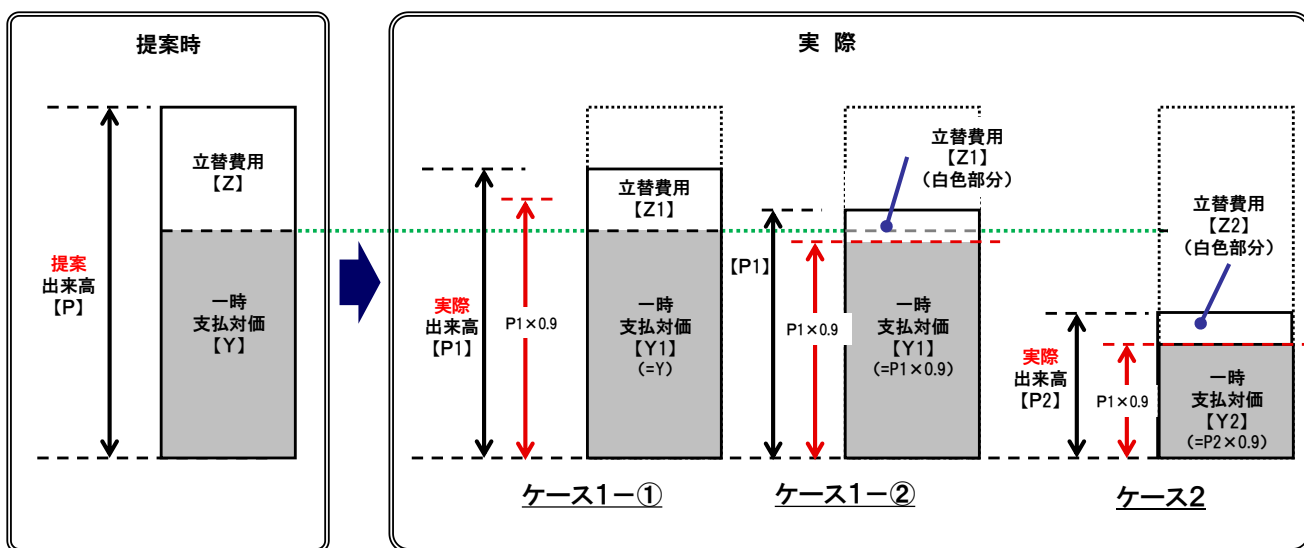 提案時
立替費用
【Z】
提案
出来高
【P】
一時
支払対価
【Y】
実 際
立替費用
【Z1】
実際
出来高
【P1】
P1×0.9
一時
支払対価
【Y1】
(=Y)
ケース1-①
立替費用
【Z1】
(白色部分)
【P1】
P1×0.9
一時
支払対価
【Y1】
(=P1×0.9)
ケース1-②
立替費用
【Z2】
(白色部分)
実際
出来高
【P2】
P1×0.9
一時
支払対価
【Y2】
(=P2×0.9)
ケース2